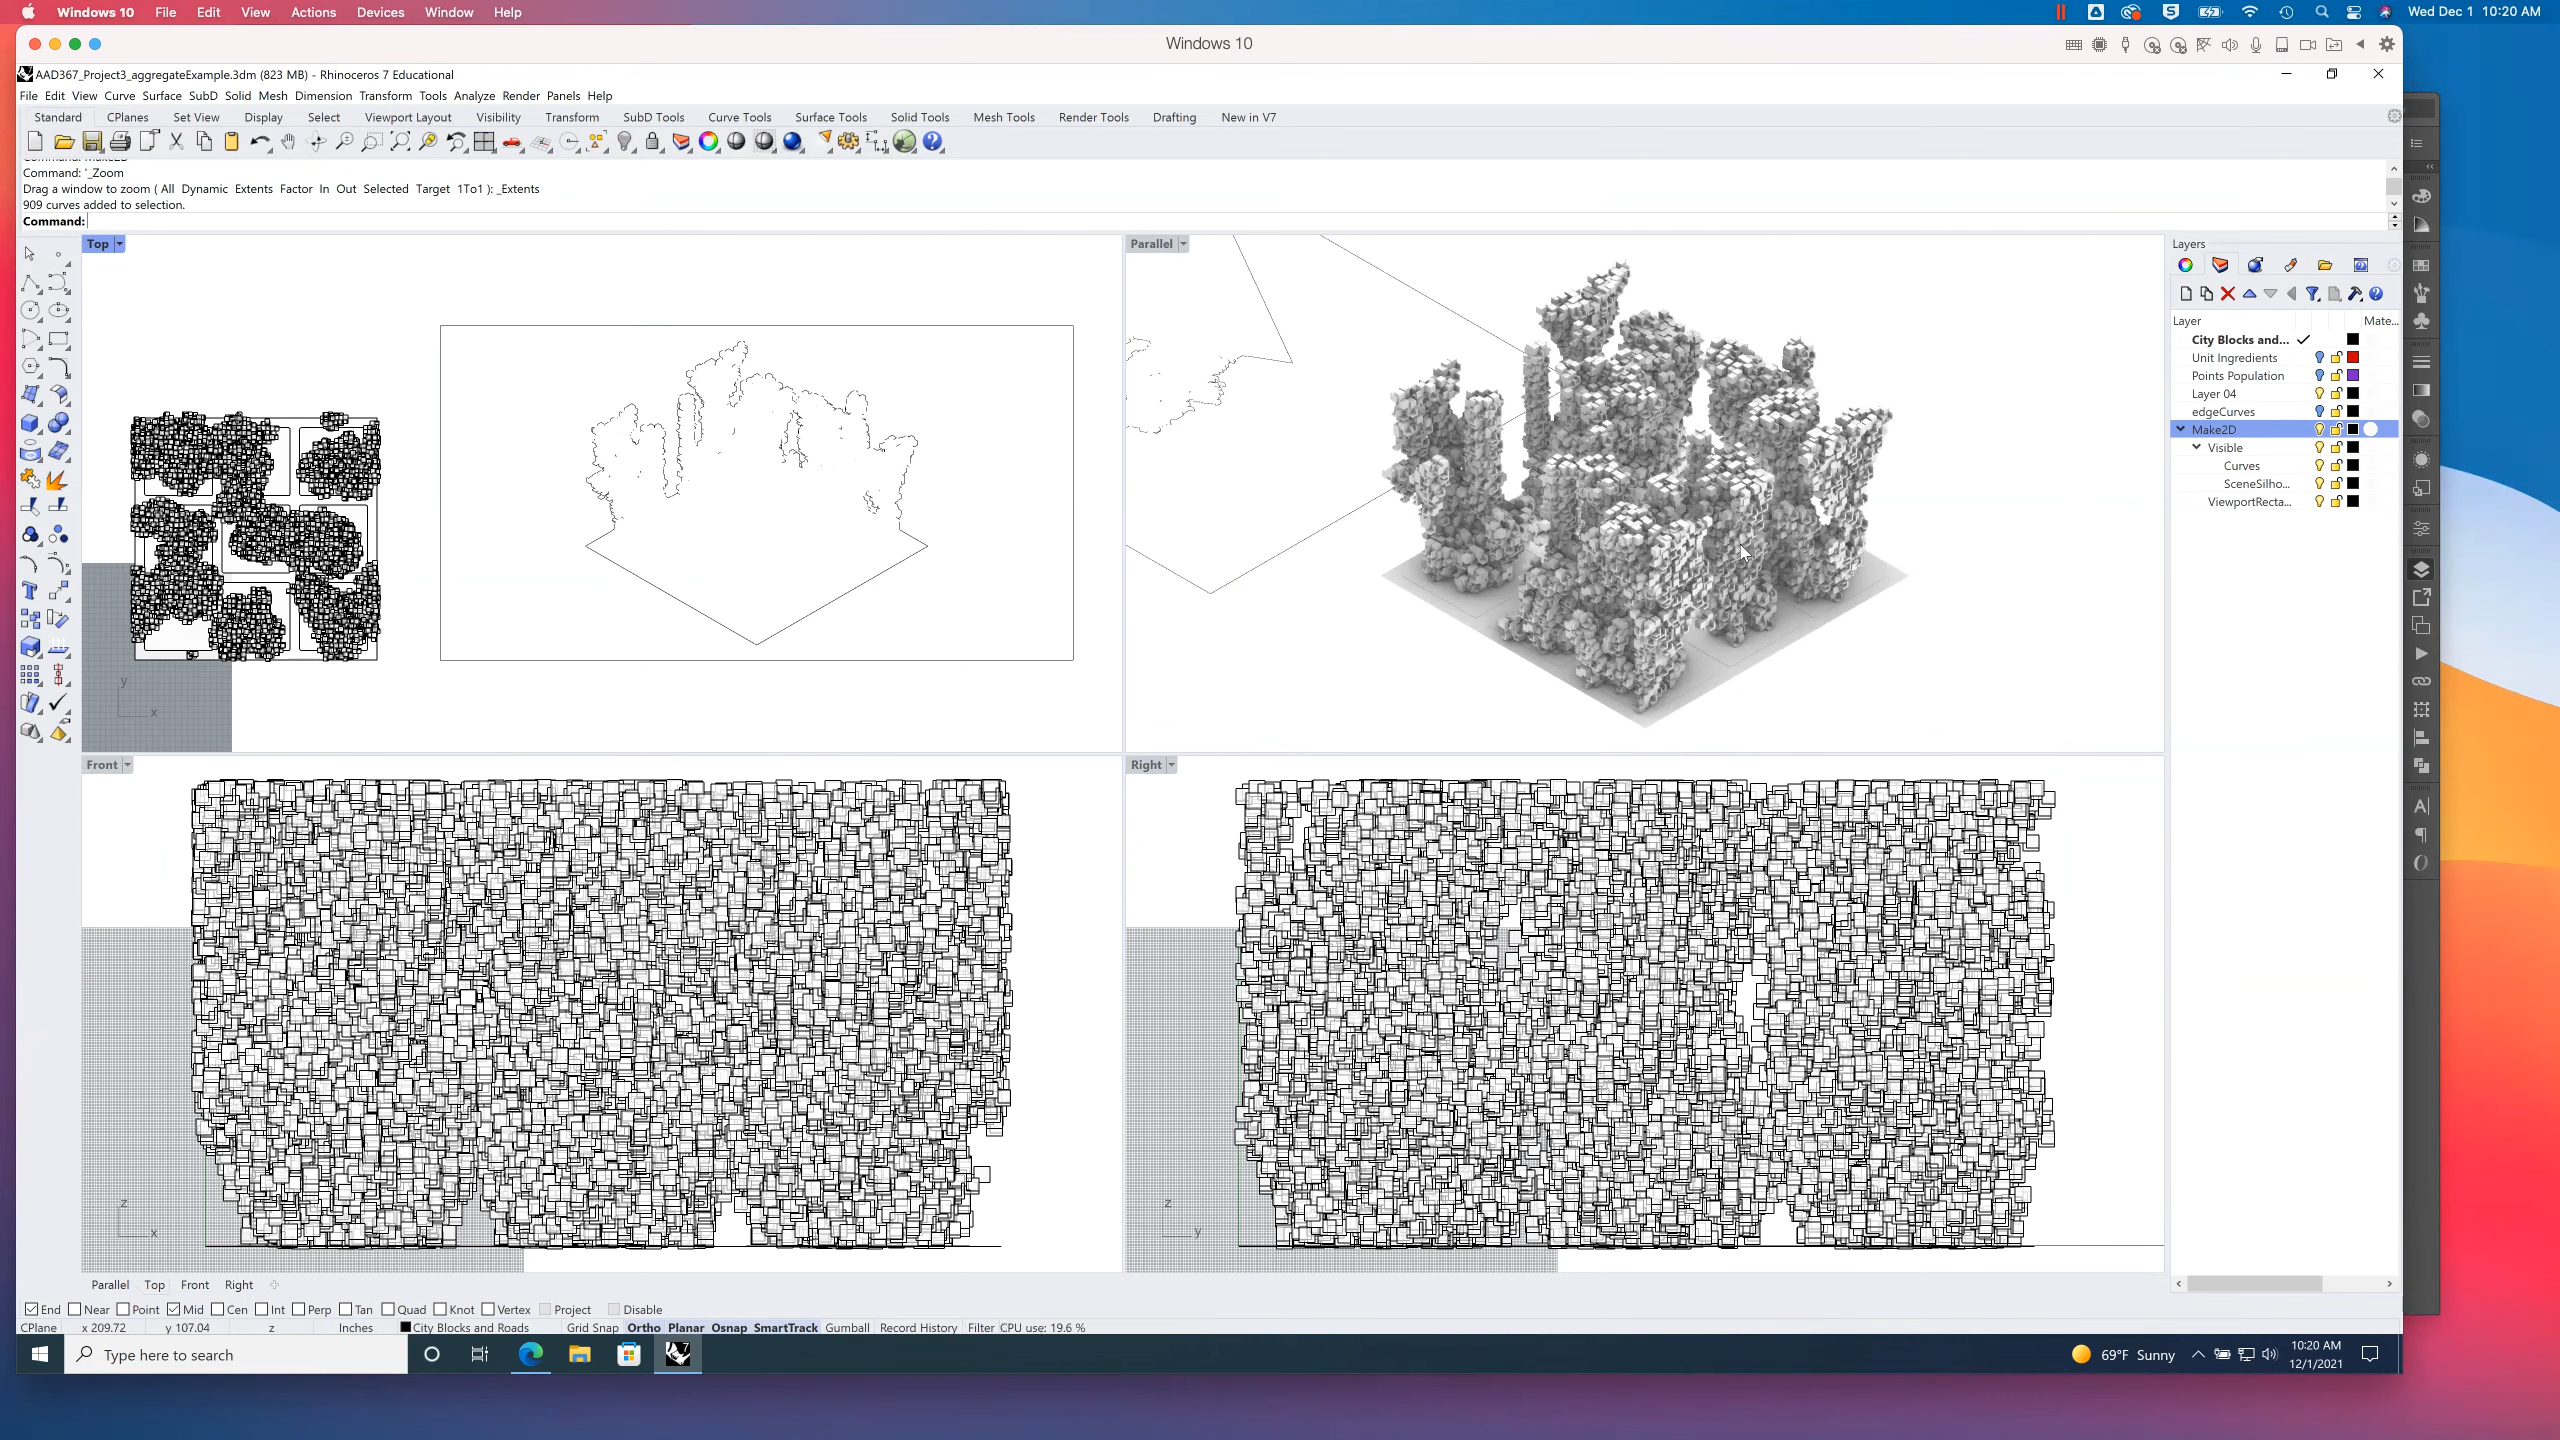 Windows 10 File Edit View Actions Devices Window Help Wed Dec 1 10:20 AM
Windows 10
AAD367_Project3_aggregateExample.3dm (823 MB) - Rhinoceros 7 Educational
File Edit View Curve Surface SubD Solid Mesh Dimension Transform Tools Analyze Render Panels Help
Standard CPlanes Set View Display Select Viewport Layout Visibility Transform SubD Tools Curve Tools Surface Tools Solid Tools Mesh Tools Render Tools Drafting New in V7
Command: '_Zoom
Drag a window to zoom ( All Dynamic Extents Factor In Out Selected Target 1To1 ): _Extents
909 curves added to selection.
Command:
Top
Parallel
Layers
Layer Mate...
City Blocks and...
Unit Ingredients
Points Population
Layer 04
edgeCurves
Make2D
Visible
Curves
SceneSilho...
ViewportRecta...
y
x
Front
Right
z
x
z
y
Parallel Top Front Right
End Near Point Mid Cen Int Perp Tan Quad Knot Vertex Project Disable
CPlane x 209.72 y 107.04 z Inches City Blocks and Roads Grid Snap Ortho Planar Osnap SmartTrack Gumball Record History Filter CPU use: 19.6 %
Type here to search
69°F Sunny
10:20 AM
12/1/2021